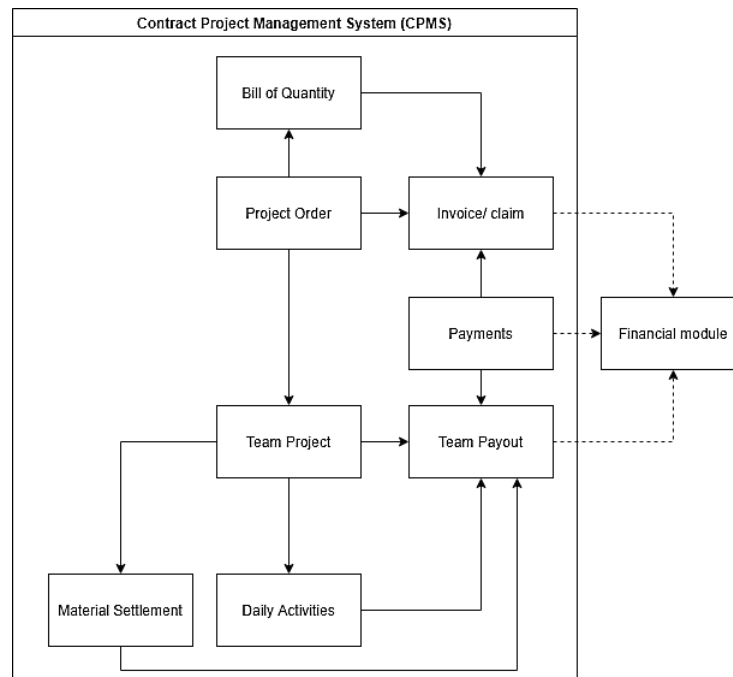 Contract Project Management System (CPMS)
Bill of Quantity
Project Order
Invoice/ claim
Payments
Financial module
Team Project
Team Payout
Material Settlement
Daily Activities